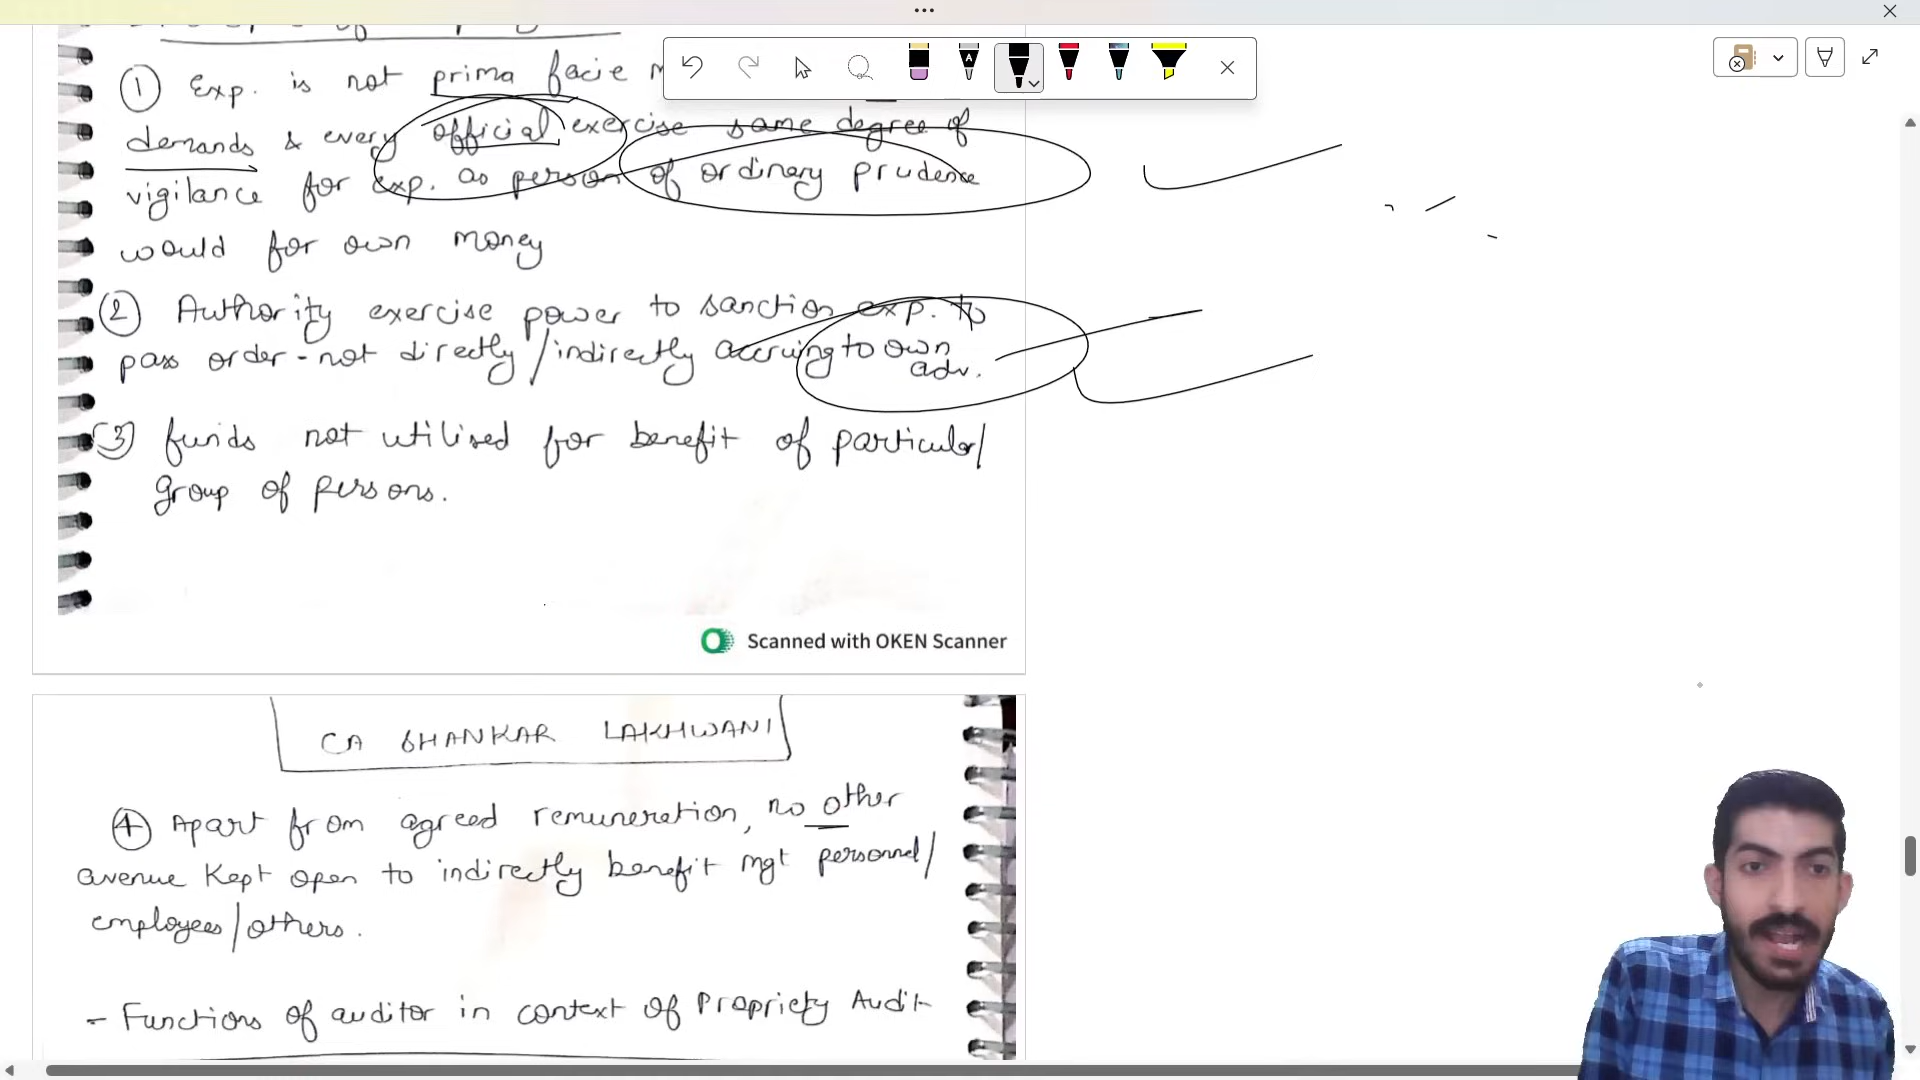 ① Exp. is not prima facie
demands & every official exercise same degree of
vigilance for exp. as person of ordinary prudence
would for own money
② Authority exercise power to sanction exp. to
pass order - not directly/indirectly accruing to own
adv.
③ funds not utilised for benefit of particular/
group of persons.
Scanned with OKEN Scanner
CA SHANKAR LAKHWANI
④ Apart from agreed remuneration, no other
avenue kept open to indirectly benefit mgt personnel/
employees/others.
- Functions of auditor in context of Propriety Audit